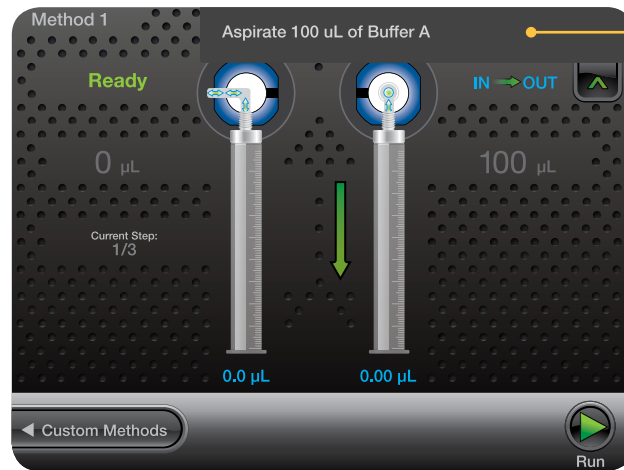 Method 1
Aspirate 100 uL of Buffer A
Ready
IN OUT
0 µL
100 µL
Current Step:
1/3
0.0 µL
0.00 µL
Custom Methods
Run